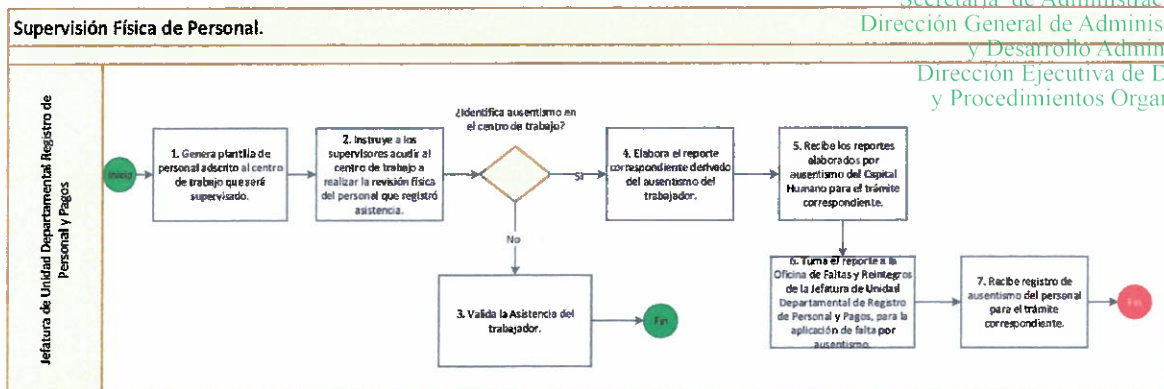 Secretaría de Administrac
Dirección General de Adminis
y Desarrollo Admin
Dirección Ejecutiva de D
y Procedimientos Organ
Supervisión Física de Personal.
Jefatura de Unidad Departamental Registro de
Personal y Pagos
Inicio
1. Genera plantilla de
personal adscrito al centro
de trabajo que será
supervisado.
2. Instruye a los
supervisores acudir al
centro de trabajo a
realizar la revisión física
del personal que registró
asistencia.
¿Identifica ausentismo en
el centro de trabajo?
Si
No
3. Valida la Asistencia del
trabajador.
Fin
4. Elabora el reporte
correspondiente derivado
del ausentismo del
trabajador.
5. Recibe los reportes
elaborados por
ausentismo del Capital
Humano para el trámite
correspondiente.
6. Turna el reporte a la
Oficina de Faltas y Reintegros
de la Jefatura de Unidad
Departamental de Registro
de Personal y Pagos, para la
aplicación de falta por
ausentismo.
7. Recibe registro de
ausentismo del personal
para el trámite
correspondiente.
Fin